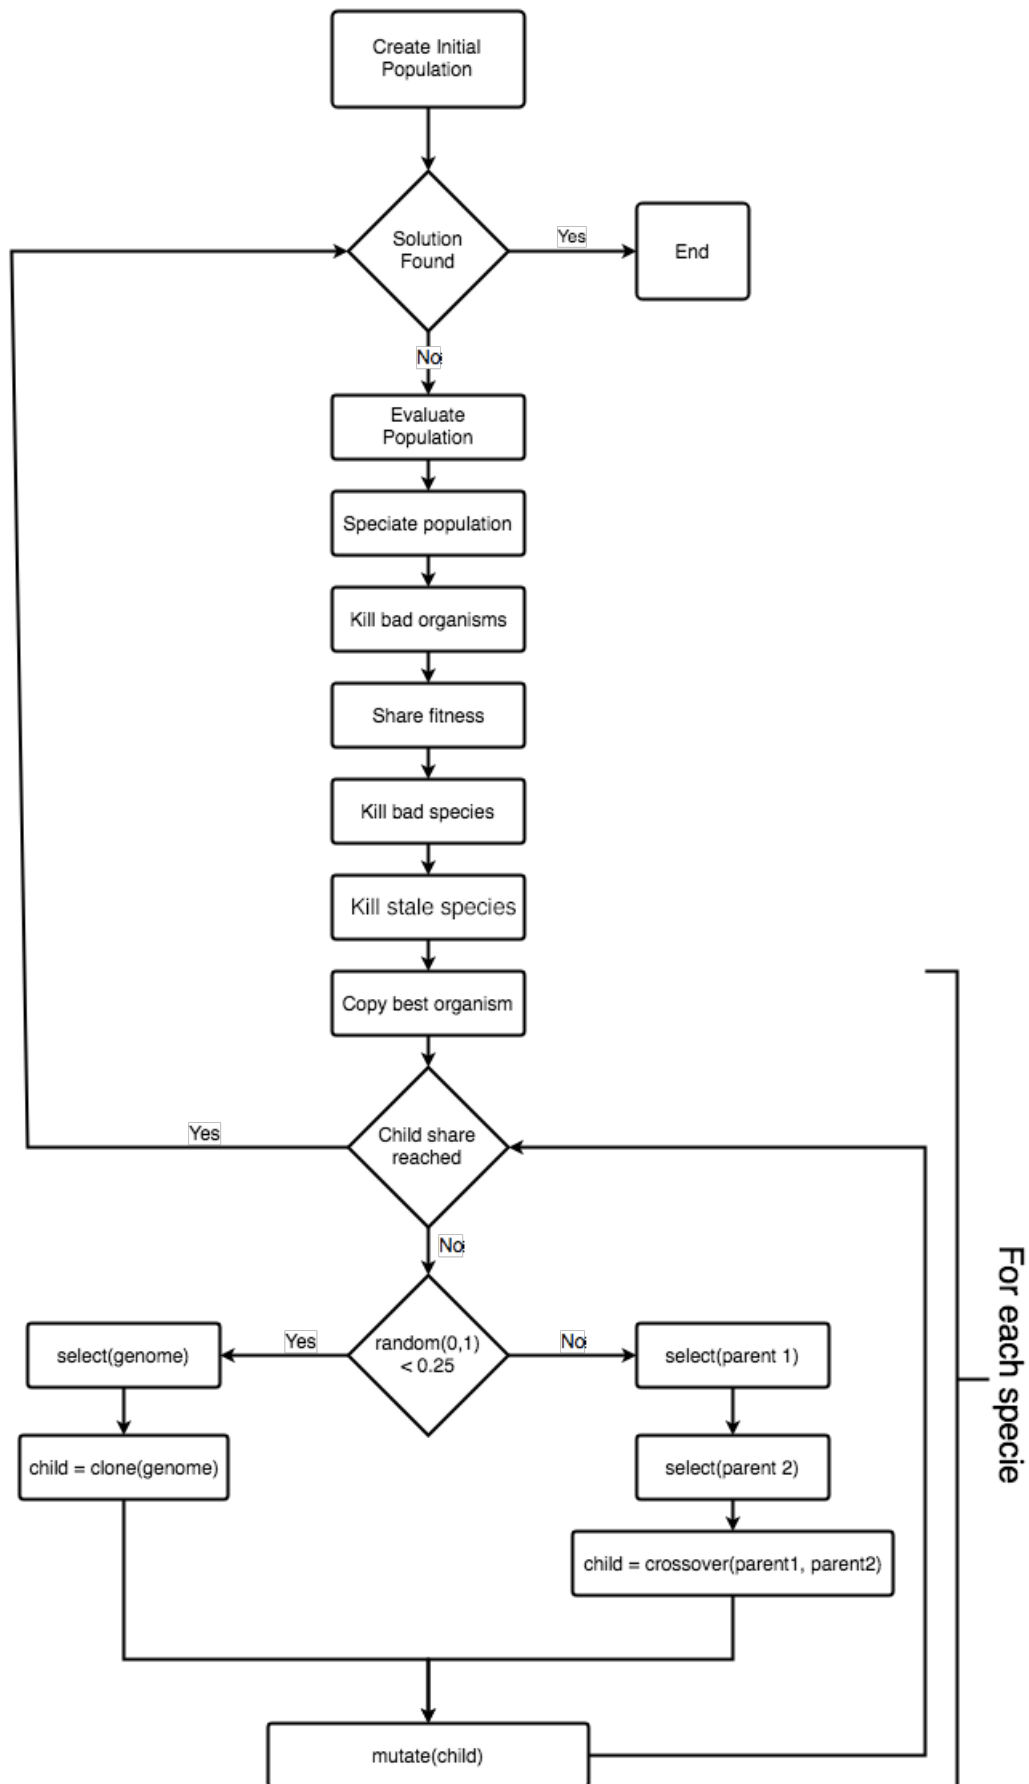 Create Initial
Population
Solution
Found
Yes
End
No
Evaluate
Population
Speciate population
Kill bad organisms
Share fitness
Kill bad species
Kill stale species
Copy best organism
Child share
reached
Yes
No
random(0,1)
< 0.25
Yes
No
select(genome)
select(parent 1)
child = clone(genome)
select(parent 2)
child = crossover(parent1, parent2)
mutate(child)
For each specie